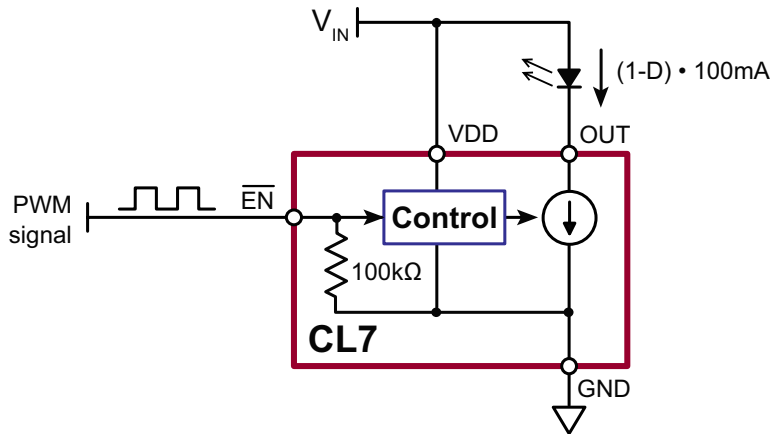 VIN
(1-D) • 100mA
VDD
OUT
PWM
signal
EN
Control
100kΩ
CL7
GND